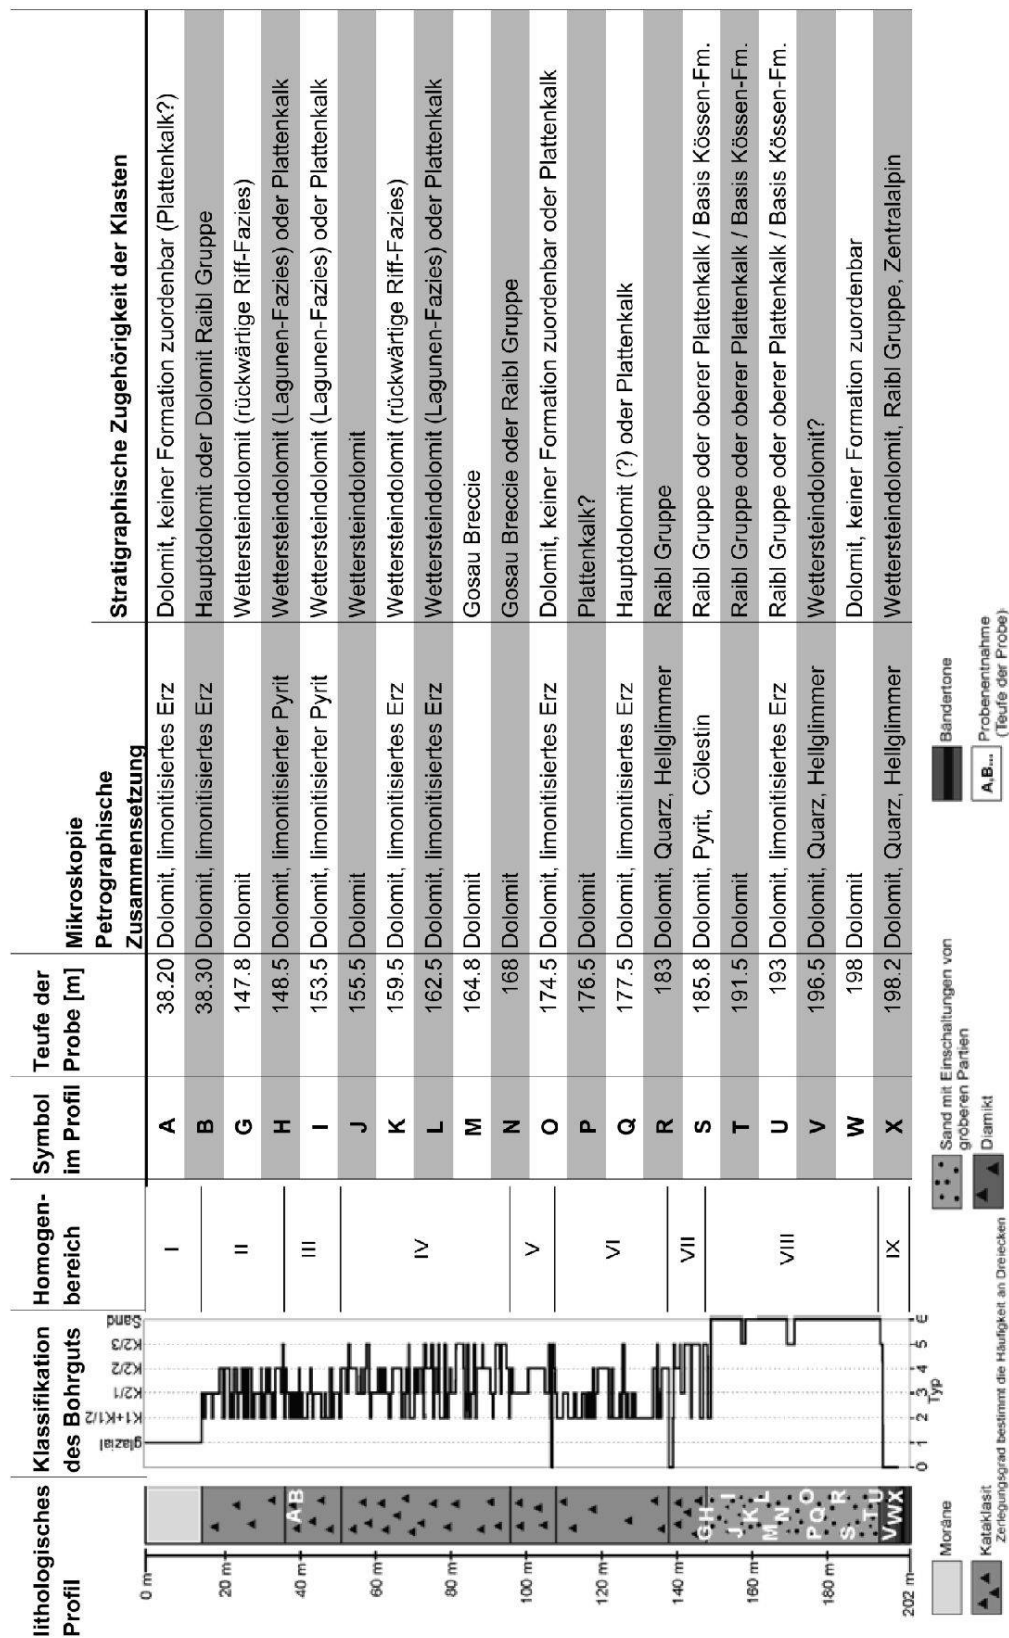 lithologisches Profil
Klassifikation des Bohrguts
Homogen-bereich
Symbol im Profil
Teufe der Probe [m]
Mikroskopie
Petrographische Zusammensetzung
Stratigraphische Zugehörigkeit der Klasten
A 38.20 Dolomit, limonitisiertes Erz Dolomit, keiner Formation zuordenbar (Plattenkalk?)
B 38.30 Dolomit, limonitisiertes Erz Hauptdolomit oder Dolomit Raibl Gruppe
G 147.8 Dolomit Wettersteindolomit (rückwärtige Riff-Fazies)
H 148.5 Dolomit, limonitisierter Pyrit Wettersteindolomit (Lagunen-Fazies) oder Plattenkalk
I 153.5 Dolomit, limonitisierter Pyrit Wettersteindolomit (Lagunen-Fazies) oder Plattenkalk
J 155.5 Dolomit Wettersteindolomit
K 159.5 Dolomit, limonitisiertes Erz Wettersteindolomit (rückwärtige Riff-Fazies)
L 162.5 Dolomit, limonitisiertes Erz Wettersteindolomit (Lagunen-Fazies) oder Plattenkalk
M 164.8 Dolomit Gosau Breccie
N 168 Dolomit Gosau Breccie oder Raibl Gruppe
O 174.5 Dolomit, limonitisiertes Erz Dolomit, keiner Formation zuordenbar oder Plattenkalk
P 176.5 Dolomit Plattenkalk?
Q 177.5 Dolomit, limonitisiertes Erz Hauptdolomit (?) oder Plattenkalk
R 183 Dolomit, Quarz, Hellglimmer Raibl Gruppe
S 185.8 Dolomit, Pyrit, Cölestin Raibl Gruppe oder oberer Plattenkalk / Basis Kössen-Fm.
T 191.5 Dolomit Raibl Gruppe oder oberer Plattenkalk / Basis Kössen-Fm.
U 193 Dolomit, limonitisiertes Erz Raibl Gruppe oder oberer Plattenkalk / Basis Kössen-Fm.
V 196.5 Dolomit, Quarz, Hellglimmer Wettersteindolomit?
W 198 Dolomit Dolomit, keiner Formation zuordenbar
X 198.2 Dolomit, Quarz, Hellglimmer Wettersteindolomit, Raibl Gruppe, Zentralalpin
I
II
III
IV
V
VI
VII
VIII
IX
glazial K1+K1/2 K2/1 K2/2 K2/3 Sand
0 1 2 3 4 5 6
Typ
0 m
20 m
40 m
60 m
80 m
100 m
120 m
140 m
160 m
180 m
202 m
AB
GH I
J K L
M N
P Q O
S R
T U
VWX
Moräne
Kataklasit
Zerlegungsgrad bestimmt die Häufigkeit an Dreiecken
Sand mit Einschaltungen von
gröberen Partien
Diamikt
Bändertone
A,B... Probenentnahme
(Teufe der Probe)